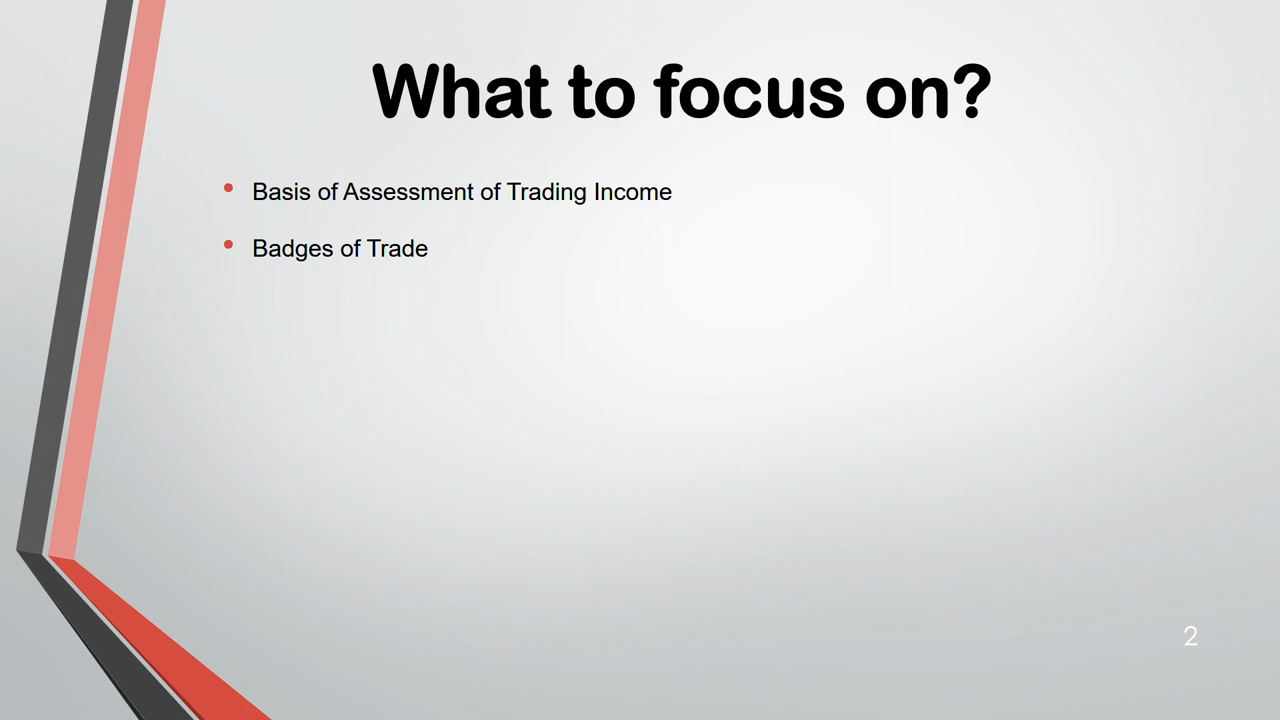 What to focus on?
• Basis of Assessment of Trading Income
• Badges of Trade
2